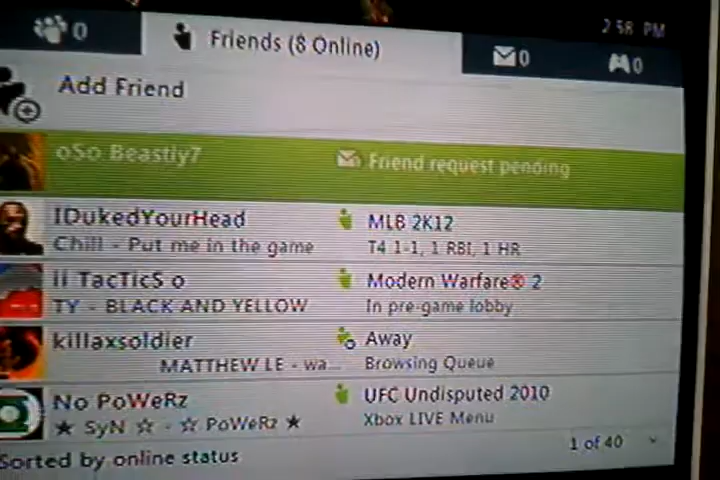 0 Friends (8 Online) 0 0 2:58 PM
Add Friend
oSo Beastiy7 Friend request pending
IDukedYourHead MLB 2K12
Chill - Put me in the game T4 1-1, 1 RBI, 1 HR
ii TacTicS o Modern Warfare® 2
TY - BLACK AND YELLOW In pre-game lobby
killaxsoldier Away
MATTHEW LE - wa... Browsing Queue
No PoWeRz UFC Undisputed 2010
★ SyN ☆ - ☆ PoWeRz ★ Xbox LIVE Menu
Sorted by online status 1 of 40